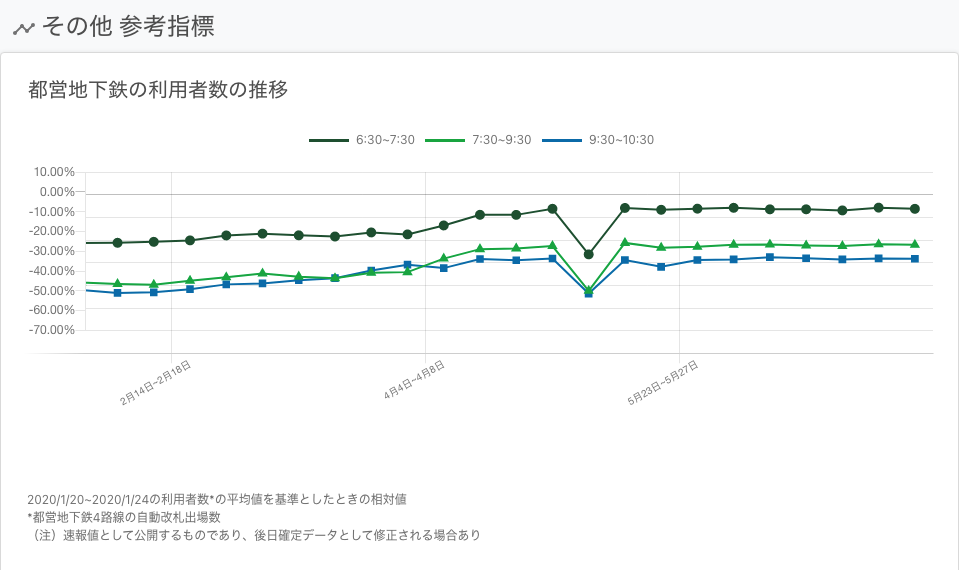 その他 参考指標
都営地下鉄の利用者数の推移
6:30~7:30 7:30~9:30 9:30~10:30
10.00%
0.00%
-10.00%
-20.00%
-30.00%
-40.00%
-50.00%
-60.00%
-70.00%
2月14日~2月18日 4月4日~4月8日 5月23日~5月27日
2020/1/20~2020/1/24の利用者数*の平均値を基準としたときの相対値
*都営地下鉄4路線の自動改札出場数
（注）速報値として公開するものであり、後日確定データとして修正される場合あり